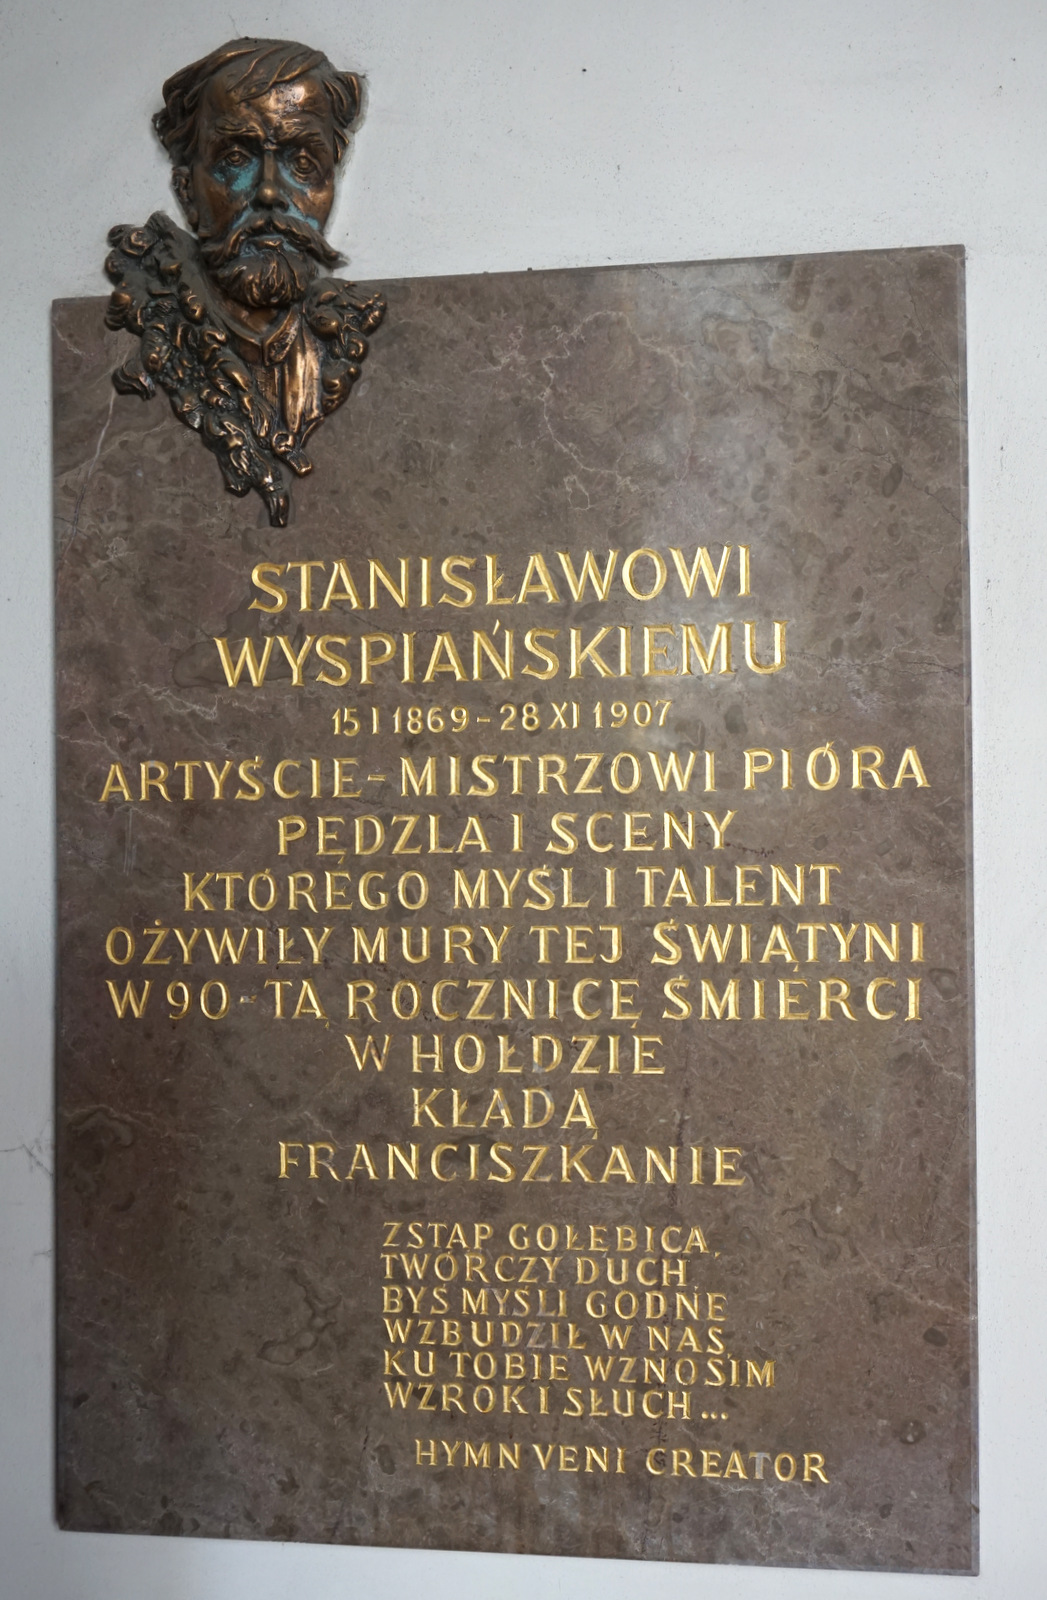 STANISŁAWOWI
WYSPIAŃSKIEMU
15 I 1869 - 28 XI 1907
ARTYŚCIE - MISTRZOWI PIÓRA
PĘDZLA I SCENY
KTÓREGO MYŚL I TALENT
OŻYWIŁY MURY TEJ ŚWIĄTYNI
W 90-TĄ ROCZNICĘ ŚMIERCI
W HOŁDZIE
KŁADĄ
FRANCISZKANIE
ZSTĄP GOŁĘBICA,
TWÓRCZY DUCH
BYŚ MYŚLI GODNE
WZBUDZIŁ W NAS,
KU TOBIE WZNOSIM
WZROK I SŁUCH...
HYMN VENI CREATOR